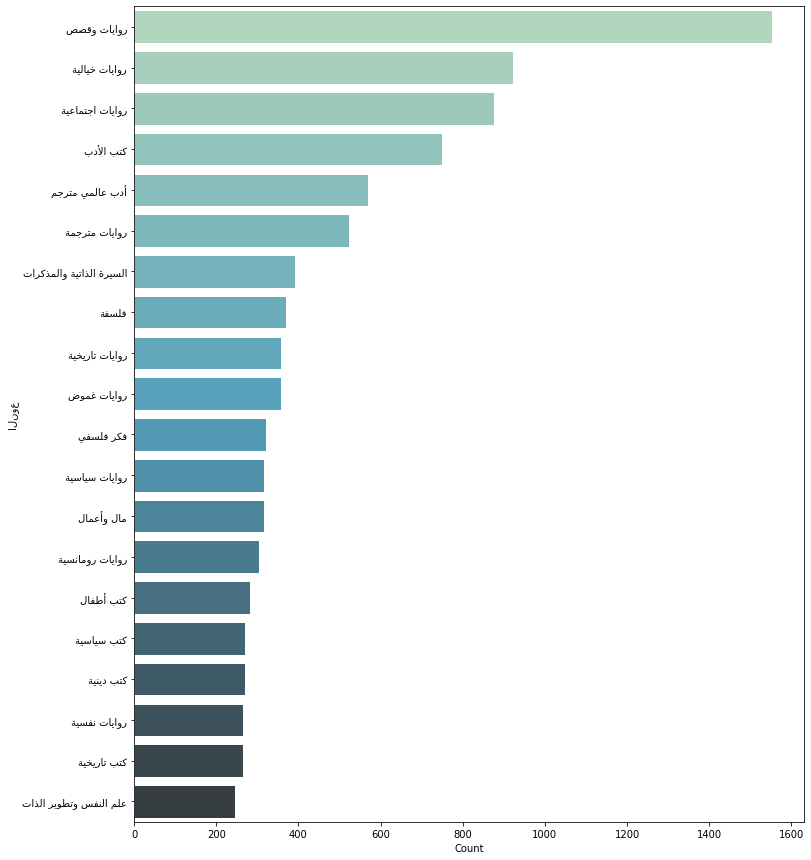 روايات وقصص
روايات خيالية
روايات اجتماعية
كتب الأدب
أدب عالمي مترجم
روايات مترجمة
السيرة الذاتية والمذكرات
فلسفة
روايات تاريخية
روايات غموض
فكر فلسفي
روايات سياسية
مال وأعمال
روايات رومانسية
كتب أطفال
كتب سياسية
كتب دينية
روايات نفسية
كتب تاريخية
علم النفس وتطوير الذات
النوع
0 200 400 600 800 1000 1200 1400 1600
Count